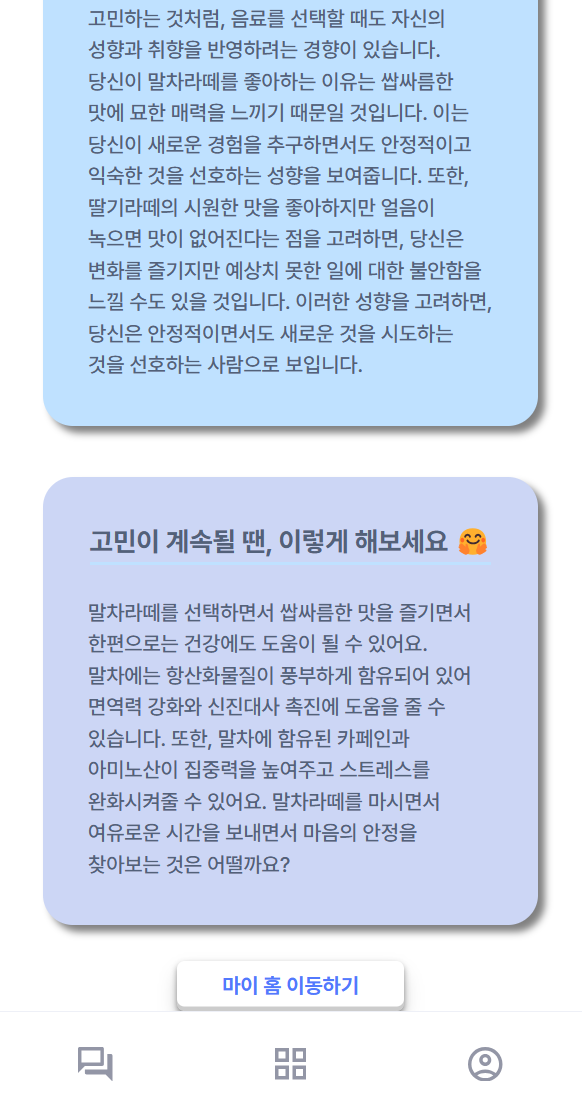 고민하는 것처럼, 음료를 선택할 때도 자신의
성향과 취향을 반영하려는 경향이 있습니다.
당신이 말차라떼를 좋아하는 이유는 쌉싸름한
맛에 묘한 매력을 느끼기 때문일 것입니다. 이는
당신이 새로운 경험을 추구하면서도 안정적이고
익숙한 것을 선호하는 성향을 보여줍니다. 또한,
딸기라떼의 시원한 맛을 좋아하지만 얼음이
녹으면 맛이 없어진다는 점을 고려하면, 당신은
변화를 즐기지만 예상치 못한 일에 대한 불안함을
느낄 수도 있을 것입니다. 이러한 성향을 고려하면,
당신은 안정적이면서도 새로운 것을 시도하는
것을 선호하는 사람으로 보입니다.
고민이 계속될 땐, 이렇게 해보세요 🤗
말차라떼를 선택하면서 쌉싸름한 맛을 즐기면서
한편으로는 건강에도 도움이 될 수 있어요.
말차에는 항산화물질이 풍부하게 함유되어 있어
면역력 강화와 신진대사 촉진에 도움을 줄 수
있습니다. 또한, 말차에 함유된 카페인과
아미노산이 집중력을 높여주고 스트레스를
완화시켜줄 수 있어요. 말차라떼를 마시면서
여유로운 시간을 보내면서 마음의 안정을
찾아보는 것은 어떨까요?
마이 홈 이동하기